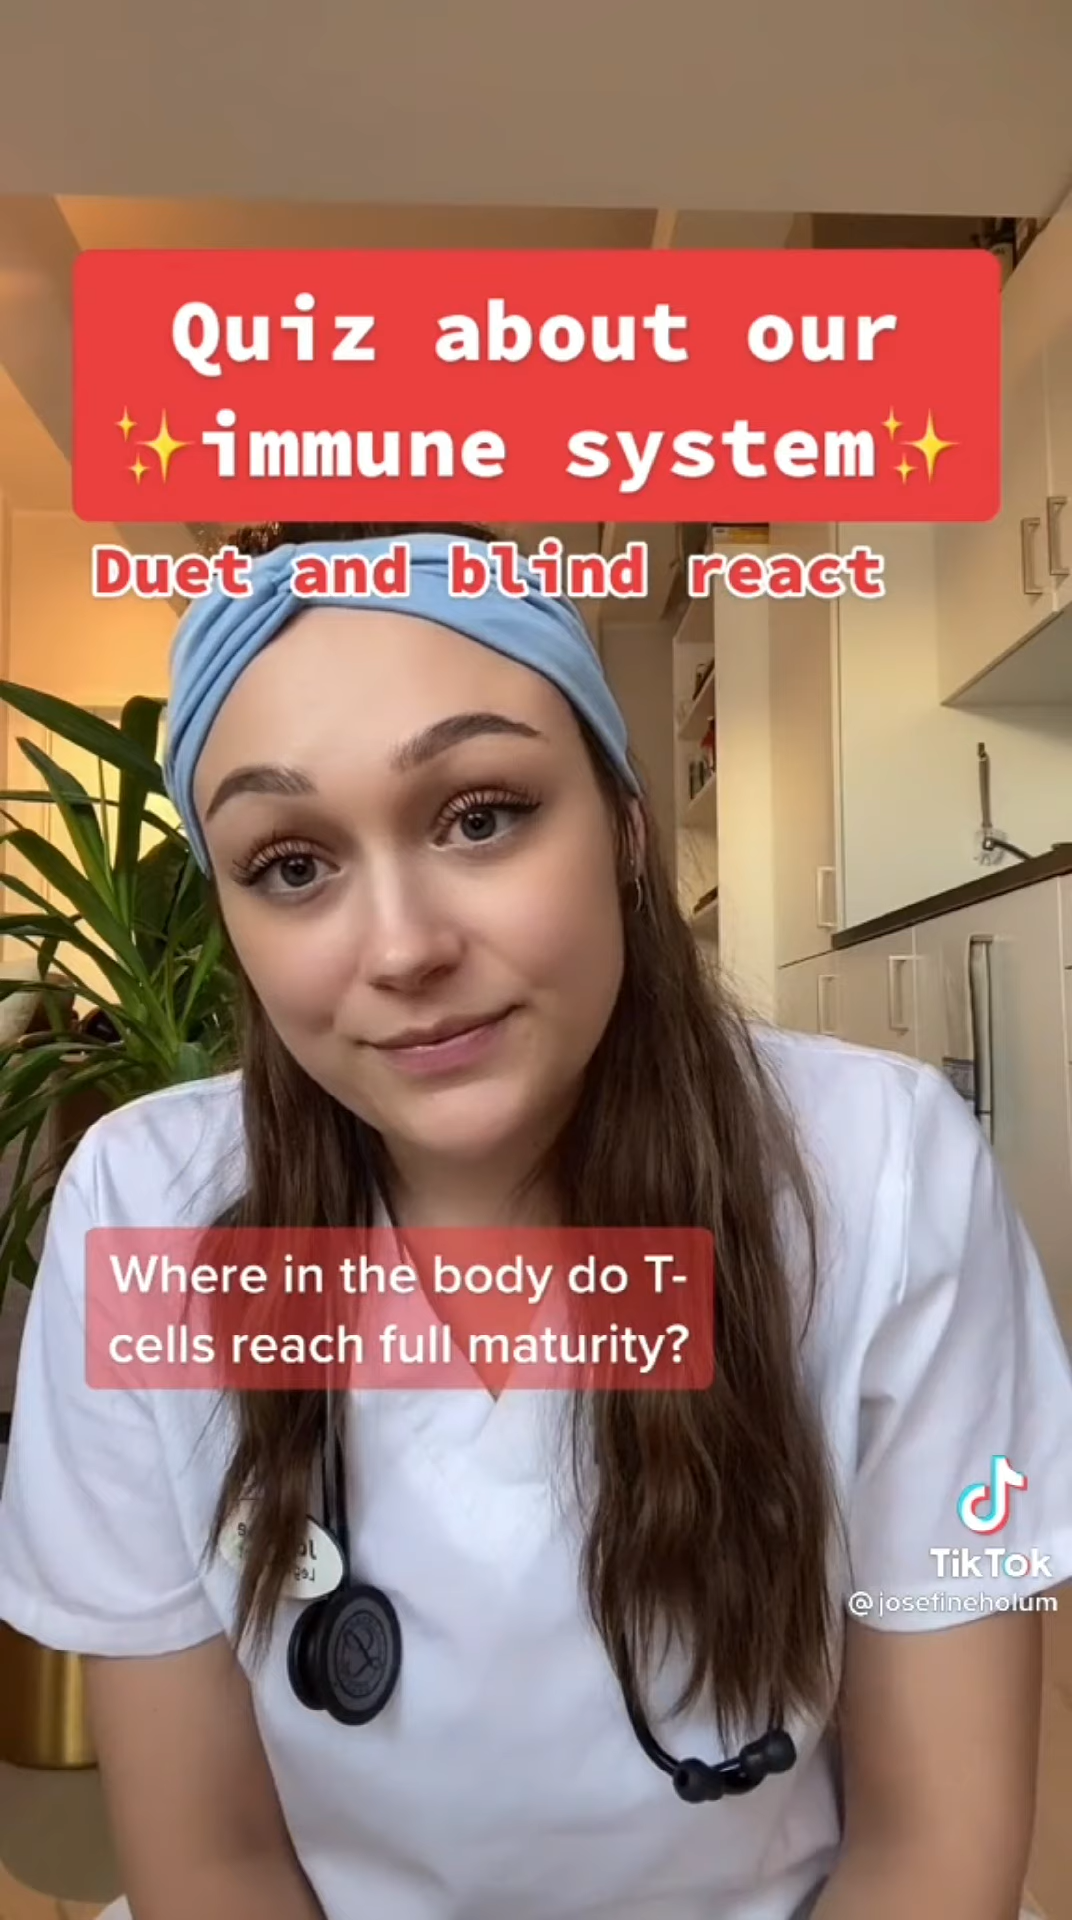 Quiz about our
✨immune system✨
Duet and blind react
Where in the body do T-
cells reach full maturity?
TikTok
@josefineholum